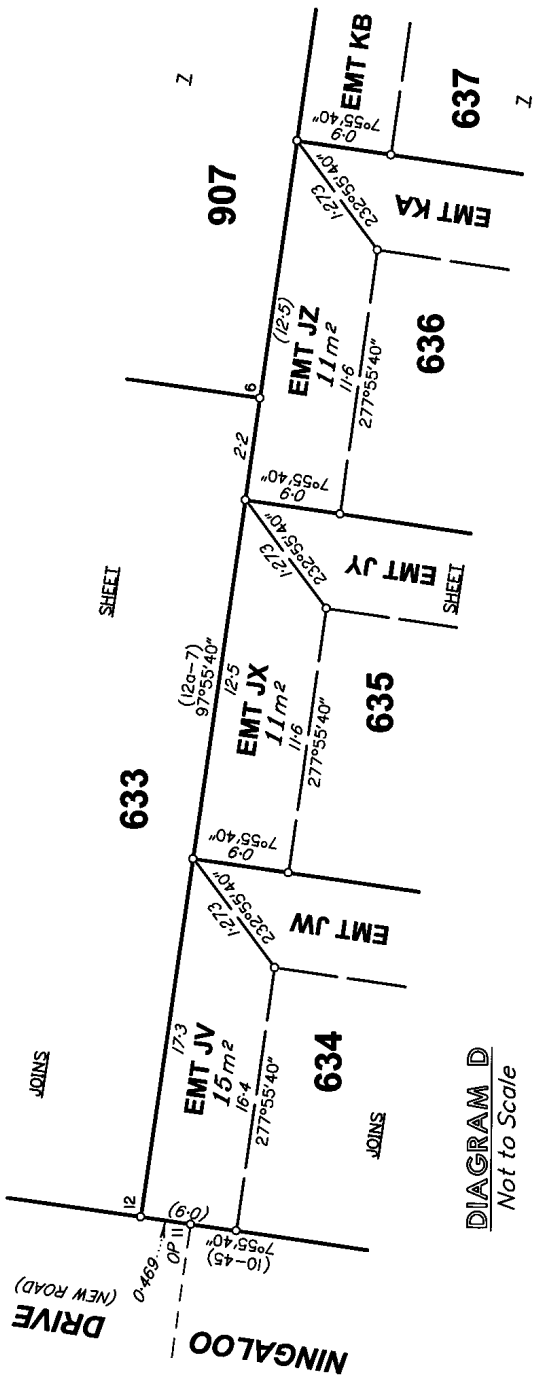 Z
907
EMT KB
0·9
7°55'40"
637
Z
1·273
232°55'40"
EMT KA
(12·5)
EMT JZ
11m²
11·6
277°55'40"
636
6
2·2
0·9
7°55'40"
1·273
232°55'40"
EMT JY
SHEET
SHEET
(12a-7)
97°55'40"
12·5
EMT JX
11m²
11·6
277°55'40"
635
633
0·9
7°55'40"
1·273
232°55'40"
EMT JW
17·3
EMT JV
15m²
16·4
277°55'40"
634
JOINS
JOINS
12
(0·9)
0·469
OP 11
7°55'40"
(10-45)
DRIVE
(NEW ROAD)
NINGALOO
DIAGRAM D
Not to Scale